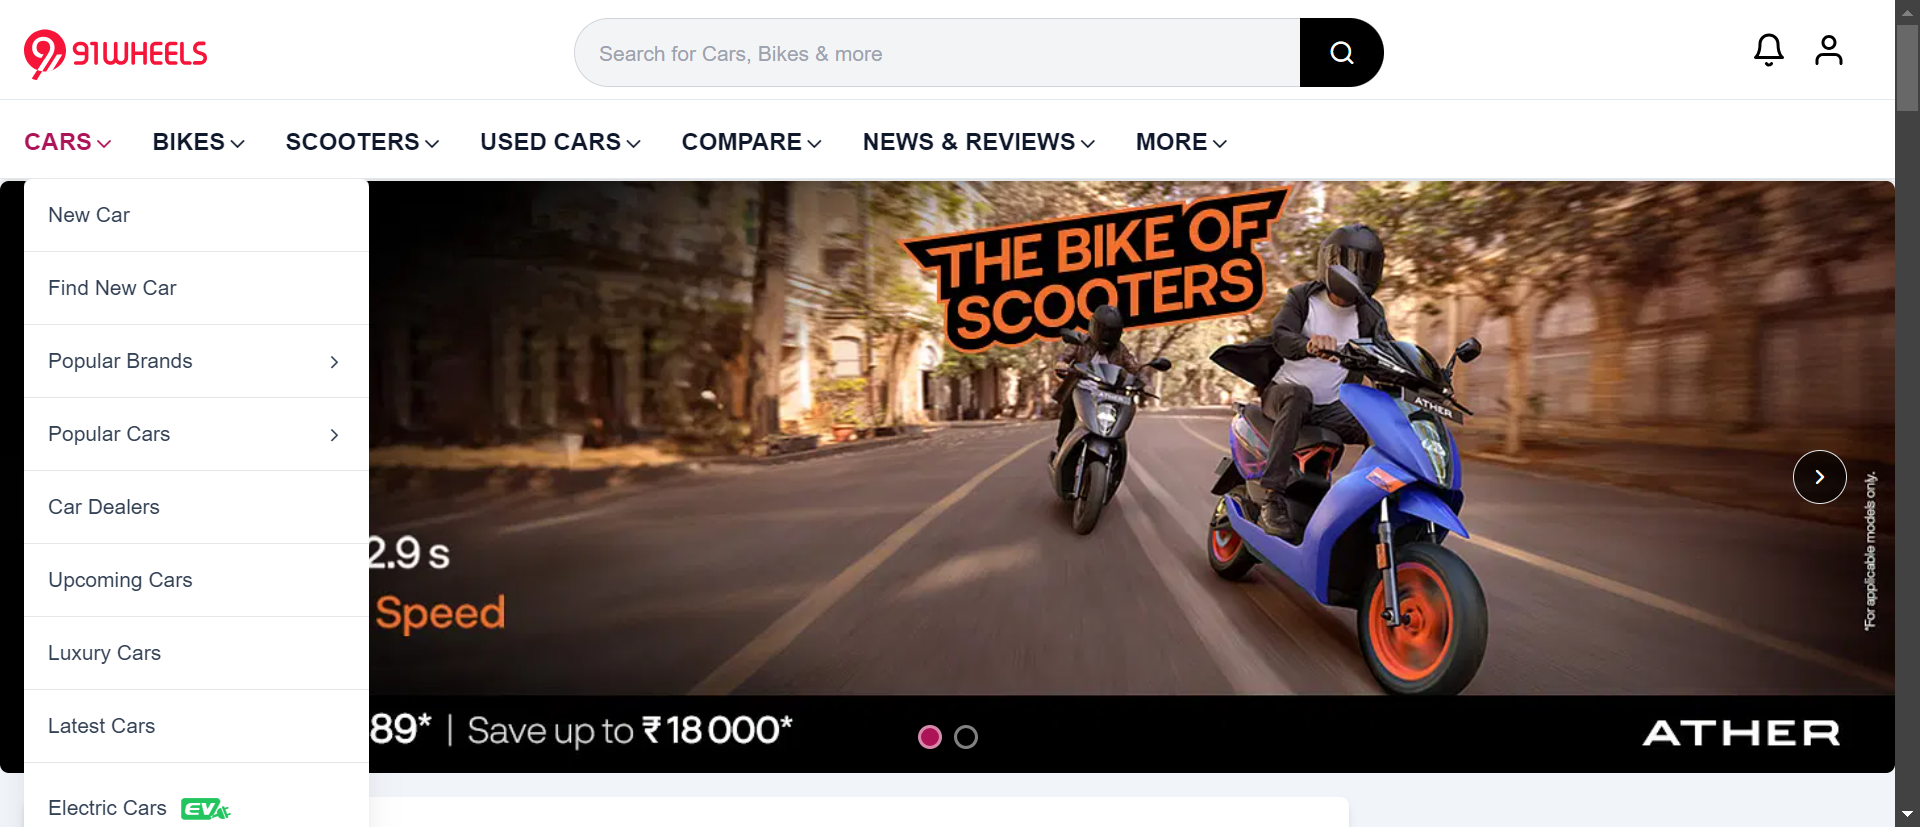 91WHEELS
Search for Cars, Bikes & more
CARS BIKES SCOOTERS USED CARS COMPARE NEWS & REVIEWS MORE
New Car
Find New Car
Popular Brands
Popular Cars
Car Dealers
Upcoming Cars
Luxury Cars
Latest Cars
Electric Cars EV
THE BIKE OF
SCOOTERS
ATHER
ATHER
2.9 s
Speed
*For applicable models only.
89* | Save up to ₹18 000*
ATHER